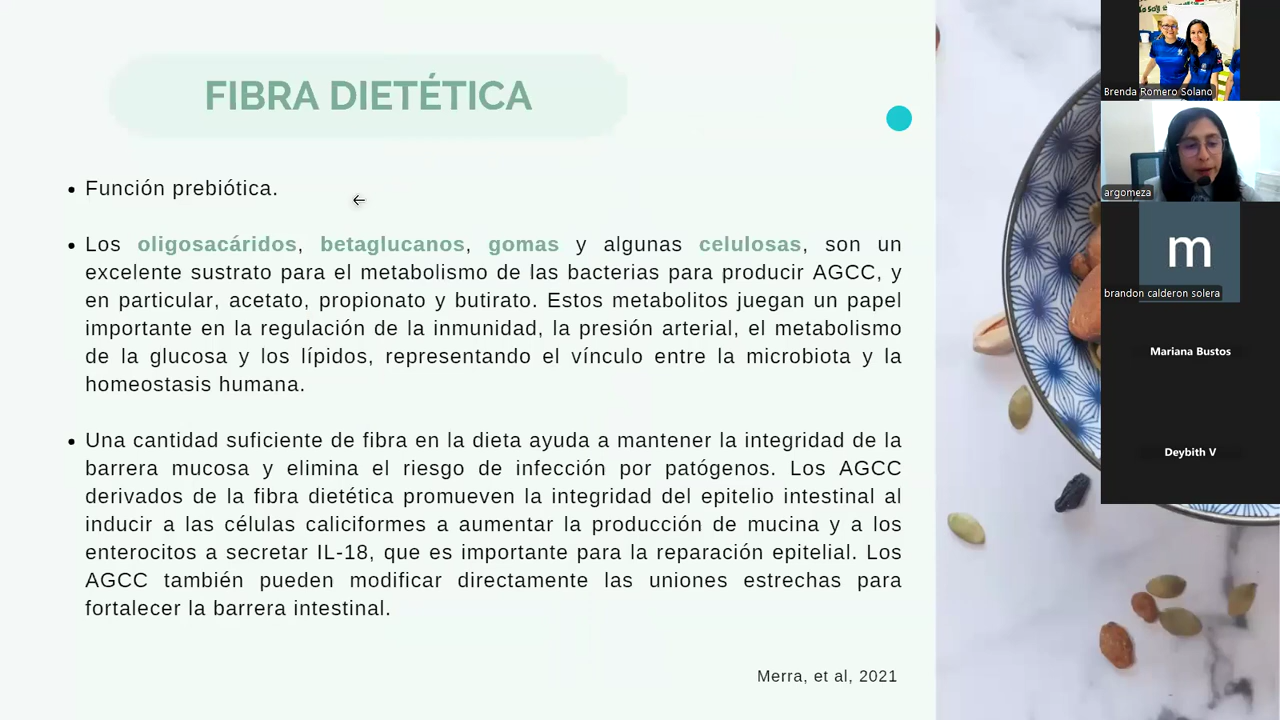 FIBRA DIETÉTICA
Función prebiótica.
Los oligosacáridos, betaglucanos, gomas y algunas celulosas, son un
excelente sustrato para el metabolismo de las bacterias para producir AGCC, y
en particular, acetato, propionato y butirato. Estos metabolitos juegan un papel
importante en la regulación de la inmunidad, la presión arterial, el metabolismo
de la glucosa y los lípidos, representando el vínculo entre la microbiota y la
homeostasis humana.
Una cantidad suficiente de fibra en la dieta ayuda a mantener la integridad de la
barrera mucosa y elimina el riesgo de infección por patógenos. Los AGCC
derivados de la fibra dietética promueven la integridad del epitelio intestinal al
inducir a las células caliciformes a aumentar la producción de mucina y a los
enterocitos a secretar IL-18, que es importante para la reparación epitelial. Los
AGCC también pueden modificar directamente las uniones estrechas para
fortalecer la barrera intestinal.
Merra, et al, 2021
Brenda Romero Solano
argomeza
m
brandon calderon solera
Mariana Bustos
Deybith V